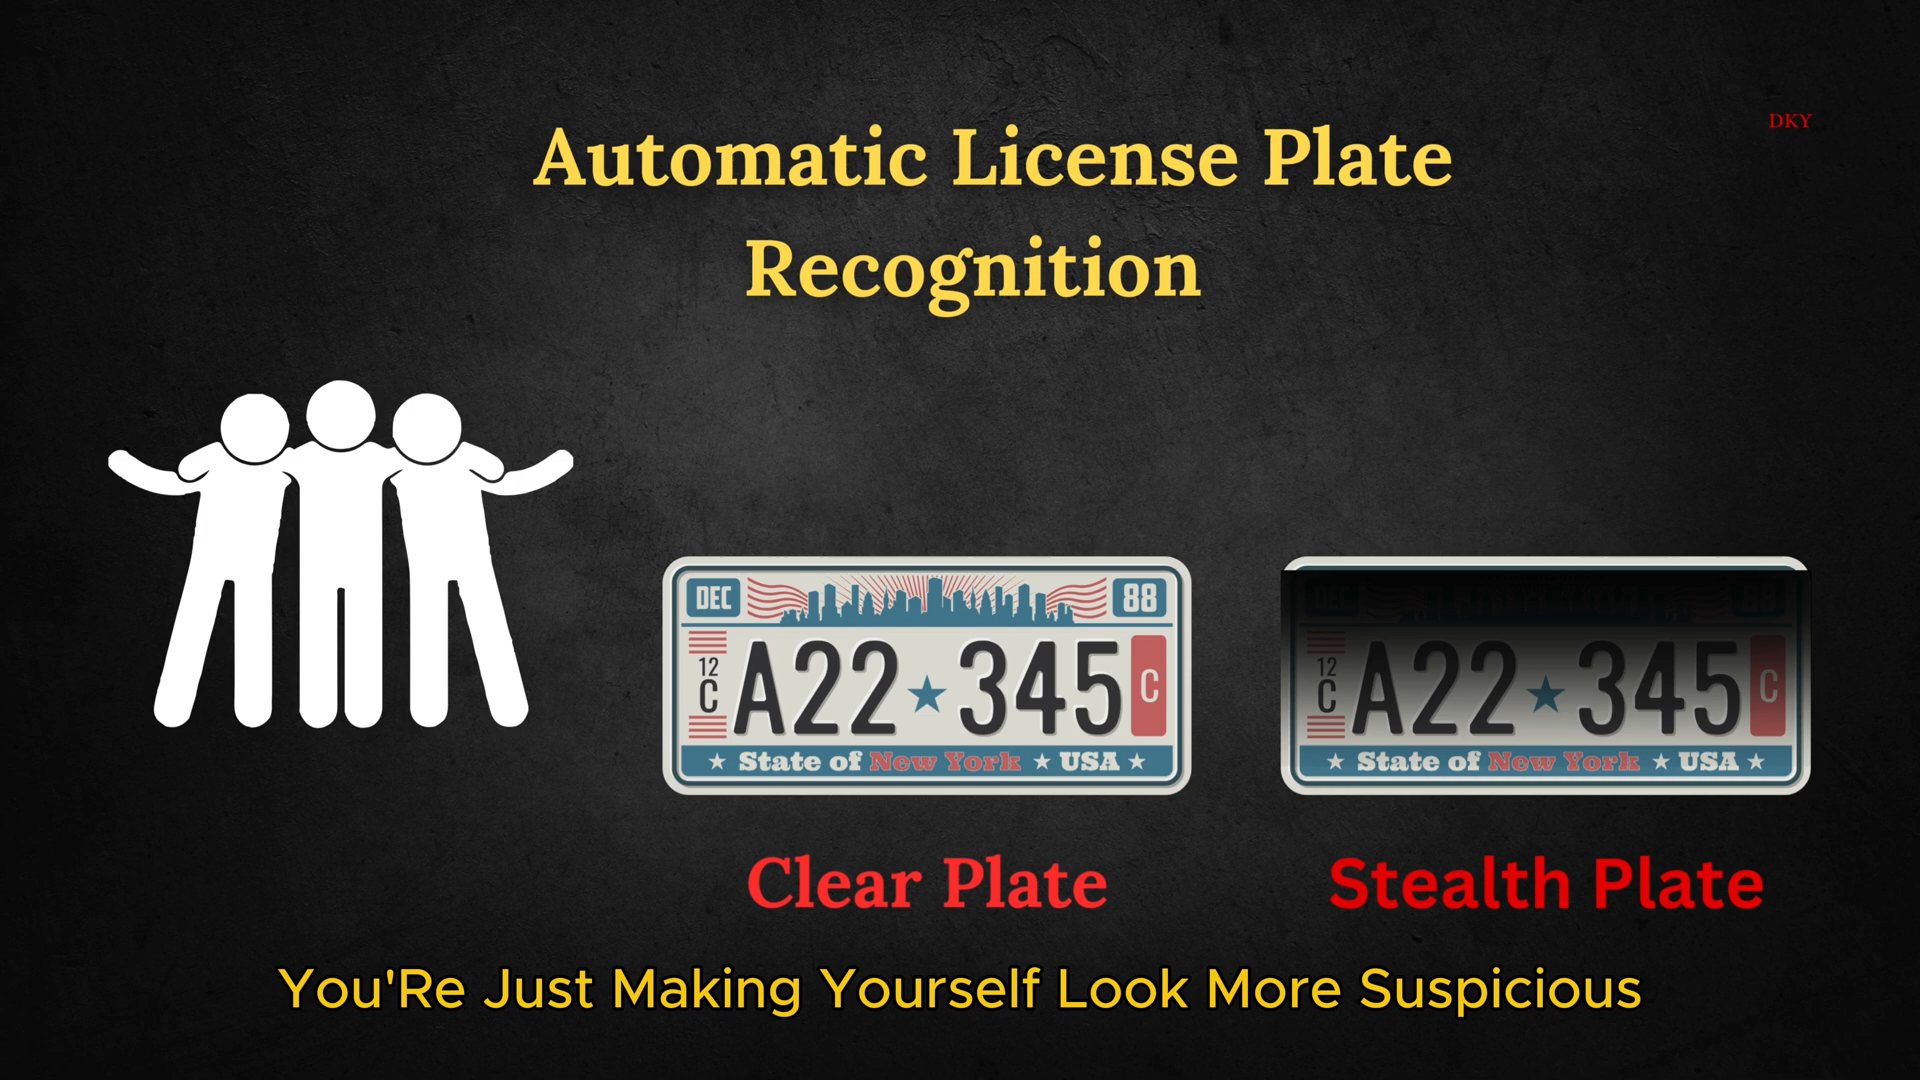 DKY
Automatic License Plate
Recognition
DEC
88
12
C
A22★345
C
★ State of New York ★ USA ★
12
C
A22★345
C
★ State of New York ★ USA ★
Clear Plate
Stealth Plate
You'Re Just Making Yourself Look More Suspicious